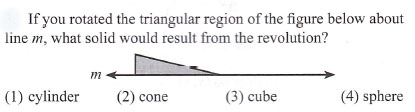 If you rotated the triangular region of the figure below about
line m, what solid would result from the revolution?
m
(1) cylinder (2) cone (3) cube (4) sphere